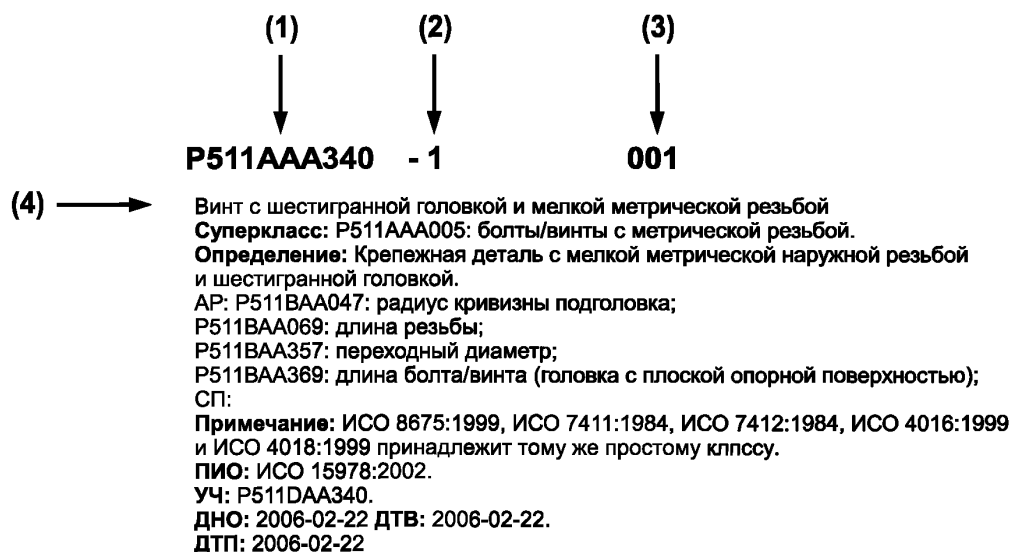 (1) (2) (3)
P511AAA340 - 1 001
(4)
Винт с шестигранной головкой и мелкой метрической резьбой
Суперкласс: P511AAA005: болты/винты с метрической резьбой.
Определение: Крепежная деталь с мелкой метрической наружной резьбой
и шестигранной головкой.
АР: P511BAA047: радиус кривизны подголовка;
P511BAA069: длина резьбы;
P511BAA357: переходный диаметр;
P511BAA369: длина болта/винта (головка с плоской опорной поверхностью);
СП:
Примечание: ИСО 8675:1999, ИСО 7411:1984, ИСО 7412:1984, ИСО 4016:1999
и ИСО 4018:1999 принадлежит тому же простому клпссу.
ПИО: ИСО 15978:2002.
УЧ: P511DAA340.
ДНО: 2006-02-22 ДТВ: 2006-02-22.
ДТП: 2006-02-22